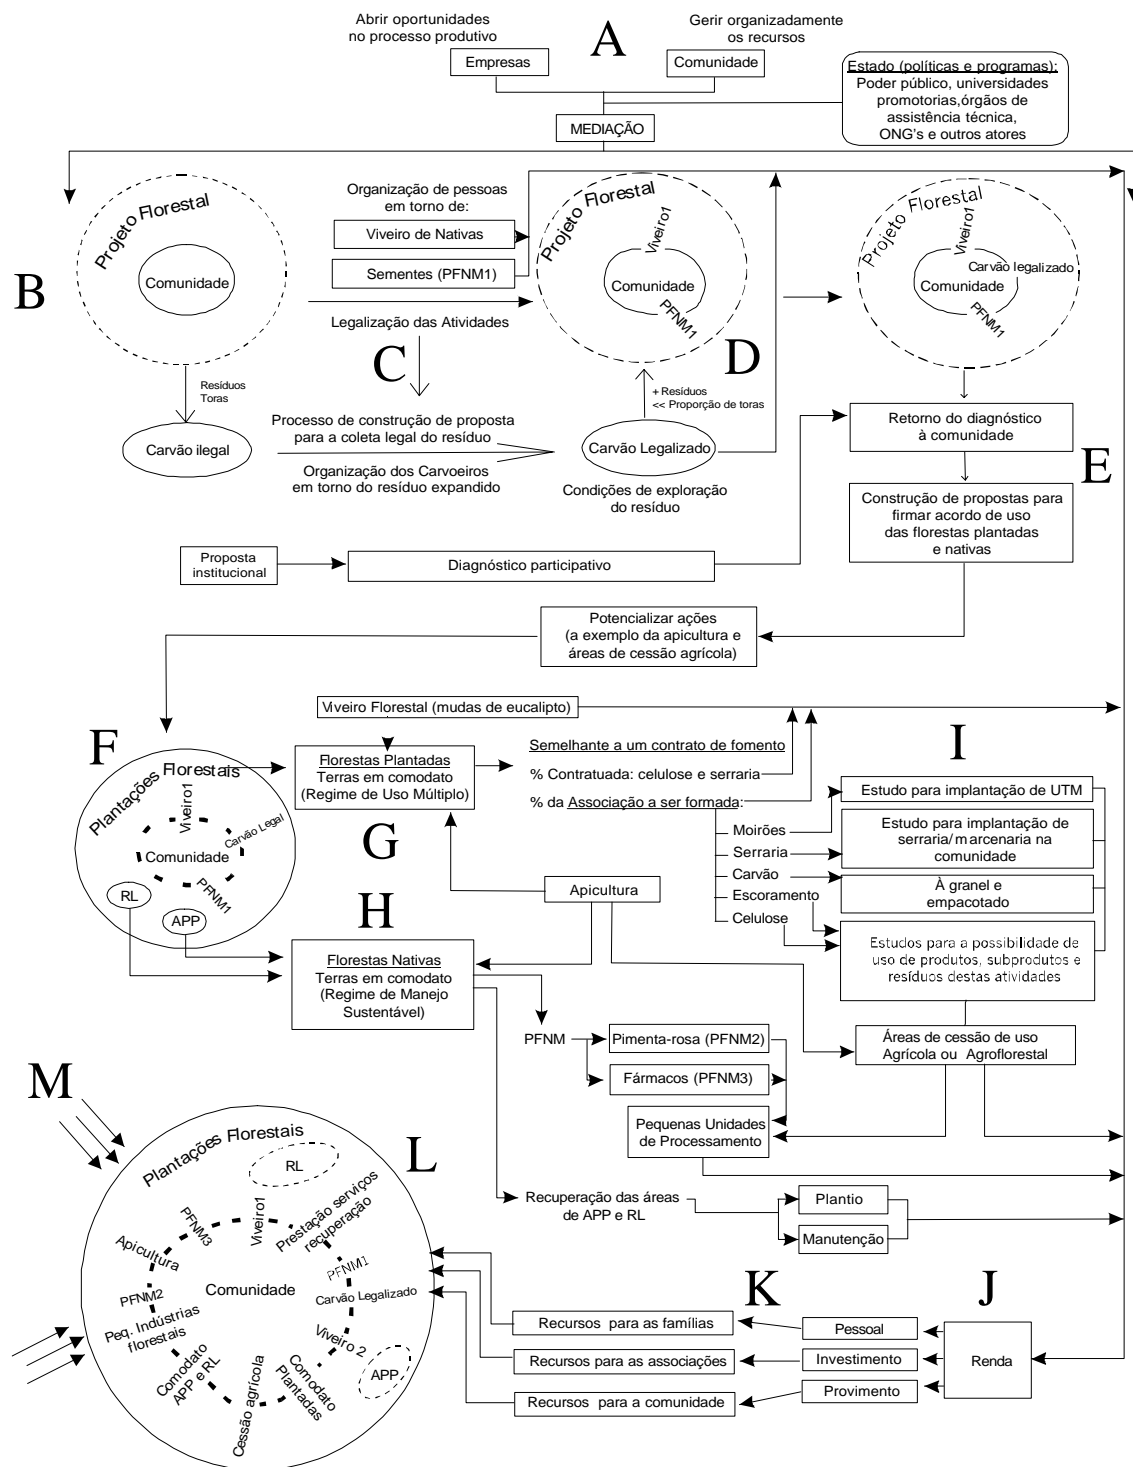 Abrir oportunidades
no processo produtivo
A
Gerir organizadamente
os recursos
Empresas
Comunidade
Estado (políticas e programas):
Poder público, universidades
promotorias,órgãos de
assistência técnica,
ONG's e outros atores
MEDIAÇÃO
Projeto Florestal
Comunidade
B
Organização de pessoas
em torno de:
Viveiro de Nativas
Sementes (PFNM1)
Legalização das Atividades
C
Projeto Florestal
Viveiro1
Comunidade
PFNM1
D
Projeto Florestal
Viveiro1
Carvão legalizado
Comunidade
PFNM1
Resíduos
Toras
Carvão ilegal
Processo de construção de proposta
para a coleta legal do resíduo
Organização dos Carvoeiros
em torno do resíduo expandido
+ Resíduos
<< Proporção de toras
Carvão Legalizado
Condições de exploração
do resíduo
Retorno do diagnóstico
à comunidade
E
Construção de propostas para
firmar acordo de uso
das florestas plantadas
e nativas
Proposta
institucional
Diagnóstico participativo
Potencializar ações
(a exemplo da apicultura e
áreas de cessão agrícola)
Viveiro Florestal (mudas de eucalipto)
F
Plantações Florestais
Viveiro1
Carvão Legal
Comunidade
PFNM1
RL
APP
Florestas Plantadas
Terras em comodato
(Regime de Uso Múltiplo)
G
Semelhante a um contrato de fomento
% Contratuada: celulose e serraria
% da Associação a ser formada:
Moirões
Serraria
Carvão
Escoramento
Celulose
I
Estudo para implantação de UTM
Estudo para implantação de
serraria/marcenaria na
comunidade
À granel e
empacotado
Estudos para a possibilidade de
uso de produtos, subprodutos e
resíduos destas atividades
Apicultura
H
Florestas Nativas
Terras em comodato
(Regime de Manejo
Sustentável)
PFNM
Pimenta-rosa (PFNM2)
Fármacos (PFNM3)
Áreas de cessão de uso
Agrícola ou Agroflorestal
Pequenas Unidades
de Processamento
Recuperação das áreas
de APP e RL
Plantio
Manutenção
M
L
Plantações Florestais
RL
Viveiro1
PFNM3
Prestação serviços
recuperação
Apicultura
PFNM1
PFNM2
Comunidade
Carvão Legalizado
Peq. Indústrias
florestais
Viveiro 2
APP
Comodato
APP e RL
Cessão agrícola
Comodato
Plantadas
K
J
Recursos para as famílias
Recursos para as associações
Recursos para a comunidade
Pessoal
Investimento
Provimento
Renda